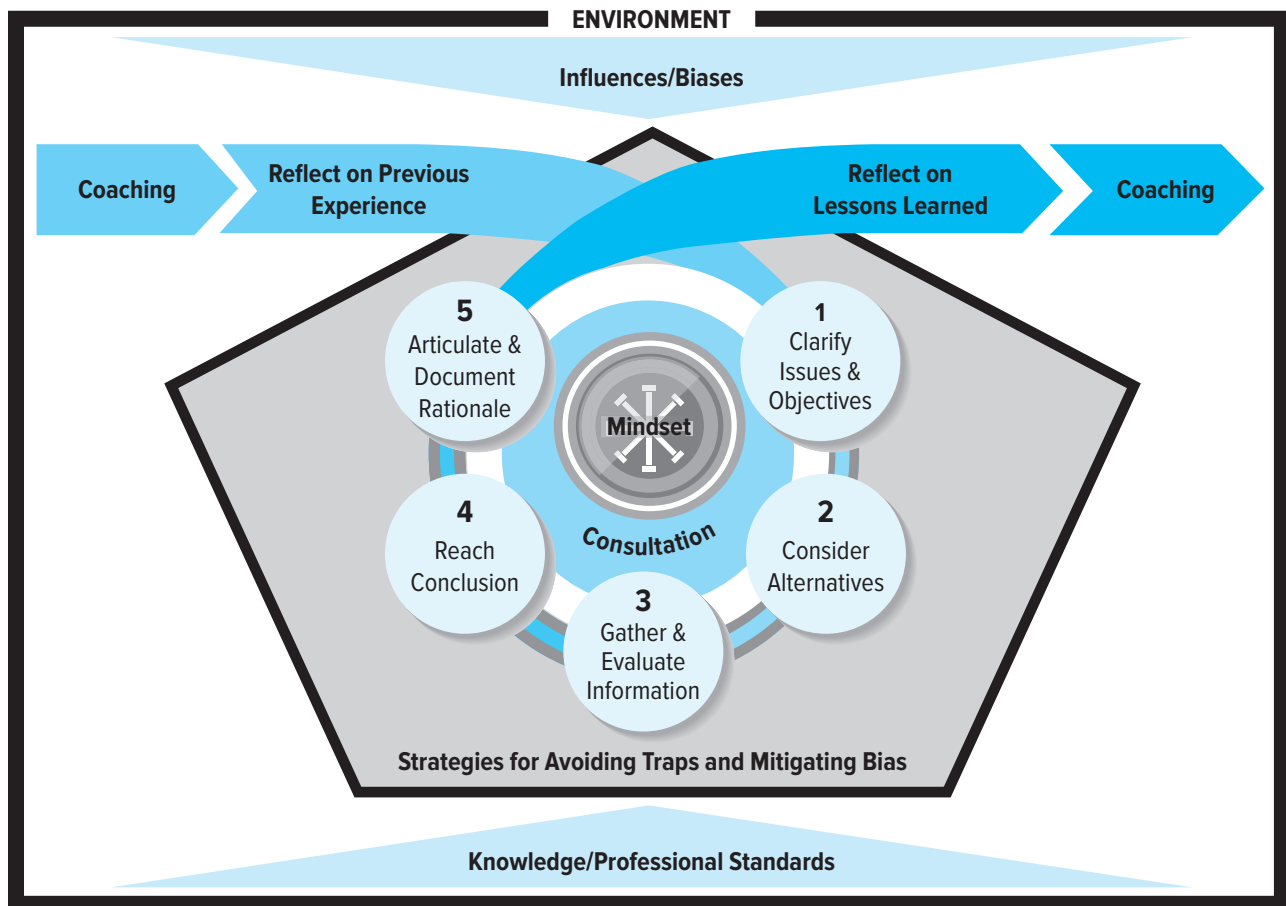 ENVIRONMENT
Influences/Biases
Coaching
Reflect on Previous
Experience
Reflect on
Lessons Learned
Coaching
5
Articulate &
Document
Rationale
1
Clarify
Issues &
Objectives
Mindset
Consultation
4
Reach
Conclusion
2
Consider
Alternatives
3
Gather &
Evaluate
Information
Strategies for Avoiding Traps and Mitigating Bias
Knowledge/Professional Standards